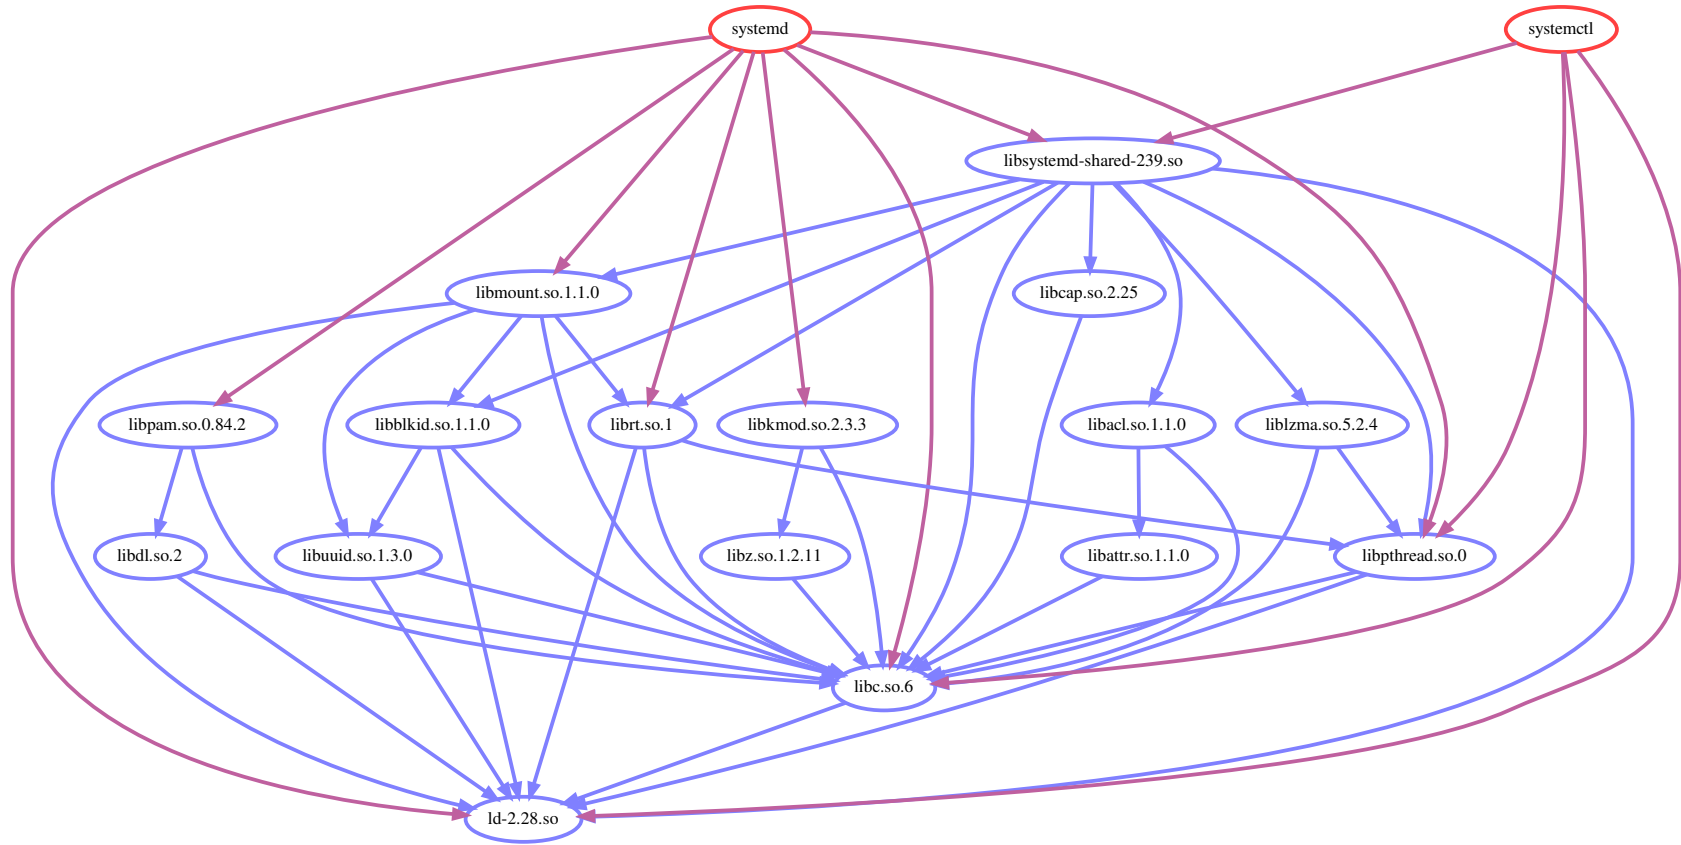 systemd
systemctl
libsystemd-shared-239.so
libmount.so.1.1.0
libcap.so.2.25
libpam.so.0.84.2
libblkid.so.1.1.0
librt.so.1
libkmod.so.2.3.3
libacl.so.1.1.0
liblzma.so.5.2.4
libdl.so.2
libuuid.so.1.3.0
libz.so.1.2.11
libattr.so.1.1.0
libpthread.so.0
libc.so.6
ld-2.28.so